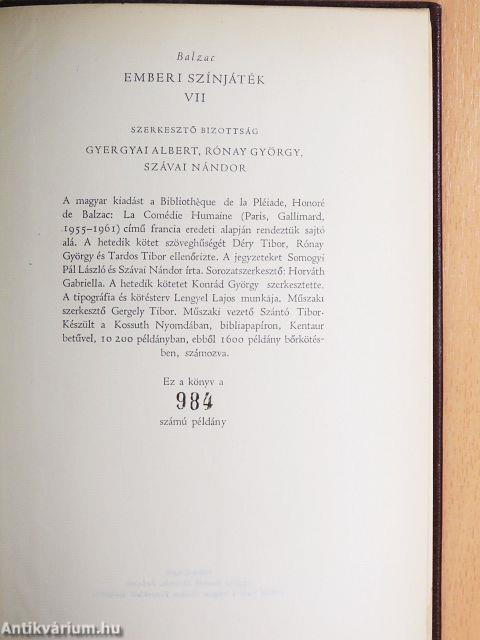 Balzac
EMBERI SZÍNJÁTÉK
VII
SZERKESZTŐ BIZOTTSÁG
GYERGYAI ALBERT, RÓNAY GYÖRGY,
SZÁVAI NÁNDOR
A magyar kiadást a Bibliothèque de la Pléiade, Honoré
de Balzac: La Comédie Humaine (Paris, Gallimard,
1955–1961) című francia eredeti alapján rendeztük sajtó
alá. A hetedik kötet szöveghűségét Déry Tibor, Rónay
György és Tardos Tibor ellenőrizte. A jegyzeteket Somogyi
Pál László és Szávai Nándor írta. Sorozatszerkesztő: Horváth
Gabriella. A hetedik kötetet Konrád György szerkesztette.
A tipográfia és kötésterv Lengyel Lajos munkája. Műszaki
szerkesztő Gergely Tibor. Műszaki vezető Szántó Tibor-
Készült a Kossuth Nyomdában, bibliapapíron, Kentaur
betűvel, 10 200 példányban, ebből 1600 példány bőrkötés-
ben, számozva.
Ez a könyv a
984
számú példány
Antikvárium.hu